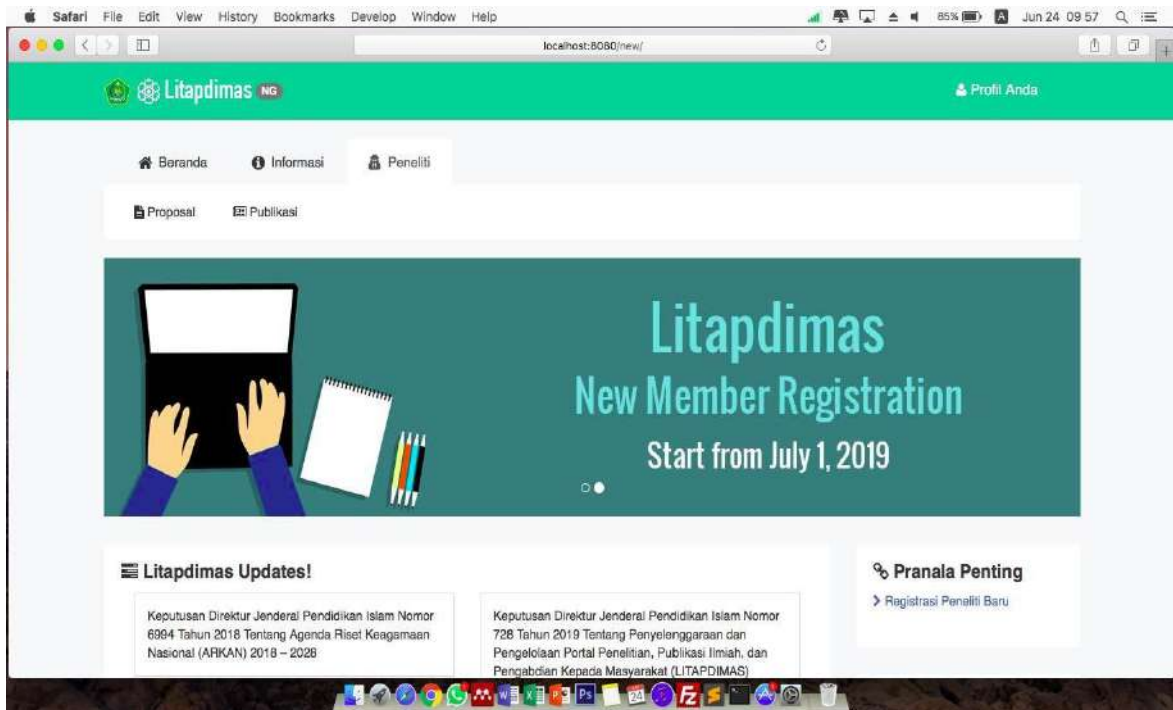 Safari File Edit View History Bookmarks Develop Window Help 85% A Jun 24 09 57
localhost:8080/new/
Litapdimas NG
Profil Anda
Beranda Informasi Peneliti
Proposal Publikasi
Litapdimas
New Member Registration
Start from July 1, 2019
Litapdimas Updates!
Keputusan Direktur Jenderal Pendidikan Islam Nomor
6994 Tahun 2018 Tentang Agenda Riset Keagamaan
Nasional (ARKAN) 2018 – 2028
Keputusan Direktur Jenderal Pendidikan Islam Nomor
728 Tahun 2019 Tentang Penyelenggaraan dan
Pengelolaan Portal Penelitian, Publikasi Ilmiah, dan
Pengabdian Kepada Masyarakat (LITAPDIMAS)
Pranala Penting
Registrasi Peneliti Baru
W X P Ps 24 Fz S